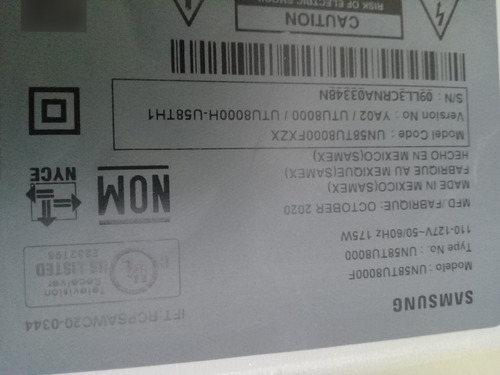 SAMSUNG
IFT:RCPSAWC20-0344
Modelo : UN58TU8000F
Type No. : UN58TU8000
110-127V~50/60Hz 175W
Television
Receiver
US LISTED
E232198
MFD/FABRIQUE: OCTOBER 2020
MADE IN MEXICO(SAMEX)
FABRIQUE AU MEXIQUE(SAMEX)
HECHO EN MEXICO(SAMEX)
NOM
NYCE
Model Code : UN58TU8000FXZX
Version No : YA02 / UTU8000 / UTU8000H-U58TH1
S/N : 09LL3CRNA03348N
CAUTION
RISK OF ELECTRIC SHOCK